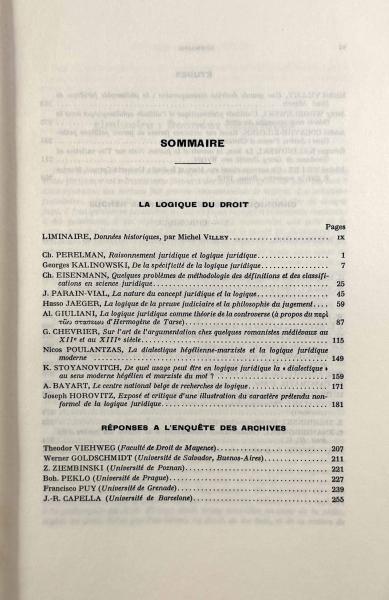 SOMMAIRE
LA LOGIQUE DU DROIT
Pages
LIMINAIRE, Données historiques, par Michel VILLEY. IX
Ch. PERELMAN, Raisonnement juridique et logique juridique. 1
Georges KALINOWSKI, De la spécificité de la logique juridique. 7
Ch. EISENMANN, Quelques problèmes de méthodologie des définitions et des classifi-
cations en science juridique. 25
J. PARAIN-VIAL, La nature du concept juridique et la logique. 45
Hasso JAEGER, La logique de la preuve judiciaire et la philosophie du jugement. 59
Al. GIULIANI, La logique juridique comme théorie de la controverse (à propos du περὶ
τῶν στασεων d'Hermogène de Tarse). 87
G. CHEVRIER, Sur l'art de l'argumentation chez quelques romanistes médiévaux au
XIIe et au XIIIe siècle. 115
Nicos POULANTZAS, La dialectique hégélienne-marxiste et la logique juridique
moderne 149
K. STOYANOVITCH, De quel usage peut être en logique juridique la « dialectique »
au sens moderne hégélien et marxiste du mot ? 159
A. BAYART, Le centre national belge de recherches de logique. 171
Joseph HOROVITZ, Exposé et critique d'une illustration du caractère prétendu non-
formel de la logique juridique. 181
RÉPONSES A L'ENQUÊTE DES ARCHIVES
Theodor VIEHWEG (Faculté de Droit de Mayence). 207
Werner GOLDSCHMIDT (Université de Salvador, Buenos-Aires). 211
Z. ZIEMBINSKI (Université de Poznan). 221
Boh. PEKLO (Université de Prague). 227
Francisco PUY (Université de Grenade). 239
J.-R. CAPELLA (Université de Barcelone). 255